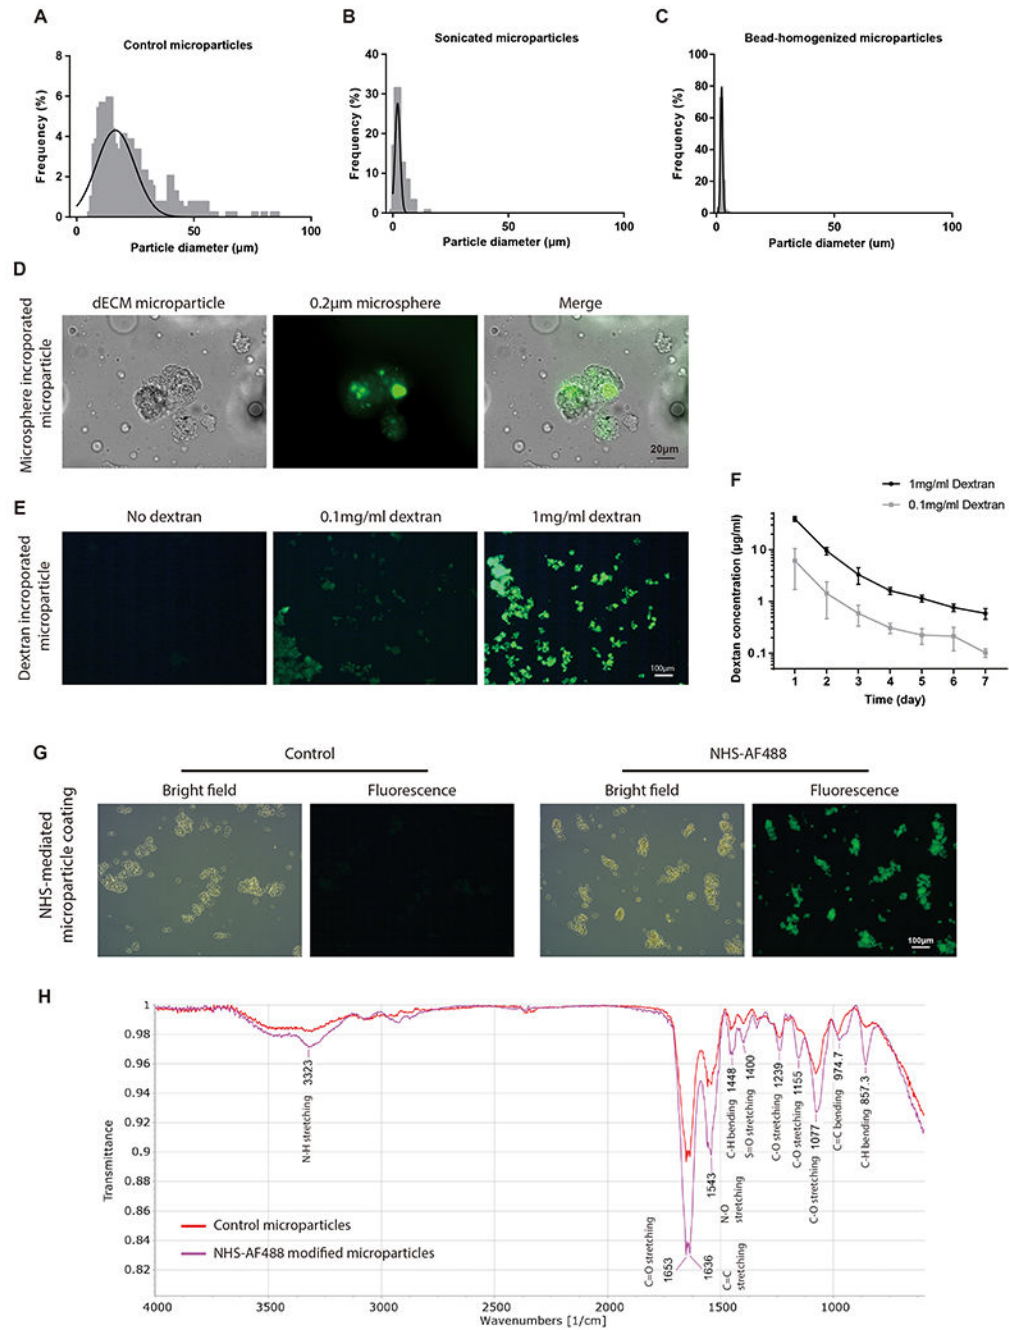 A
Control microparticles
8
6
4
2
0
Frequency (%)
0
50
100
Particle diameter (µm)
B
Sonicated microparticles
40
30
20
10
0
Frequency (%)
0
50
100
Particle diameter (µm)
C
Bead-homogenized microparticles
100
80
60
40
20
0
Frequency (%)
0
50
100
Particle diameter (um)
D
Microsphere incroporated
microparticle
dECM microparticle
0.2µm microsphere
Merge
20µm
E
Dextran incroporated
microparticle
No dextran
0.1mg/ml dextran
1mg/ml dextran
100µm
F
1mg/ml Dextran
0.1mg/ml Dextran
Dextan concentration (µg/ml)
10
1
0.1
1
2
3
4
5
6
7
Time (day)
G
NHS-mediated
microparticle coating
Control
NHS-AF488
Bright field
Fluorescence
Bright field
Fluorescence
100µm
H
Transmittance
1
0.98
0.96
0.94
0.92
0.9
0.88
0.86
0.84
0.82
N-H stretching 3323
C=O stretching
1653
1636
C=C
stretching
1543
N-O
stretching
C-H bending 1448
S=O stretching 1400
C-O stretching 1239
C-O stretching 1155
C-O stretching 1077
C=C bending 974.7
C-H bending 857.3
Control microparticles
NHS-AF488 modified microparticles
4000
3500
3000
2500
2000
1500
1000
Wavenumbers [1/cm]